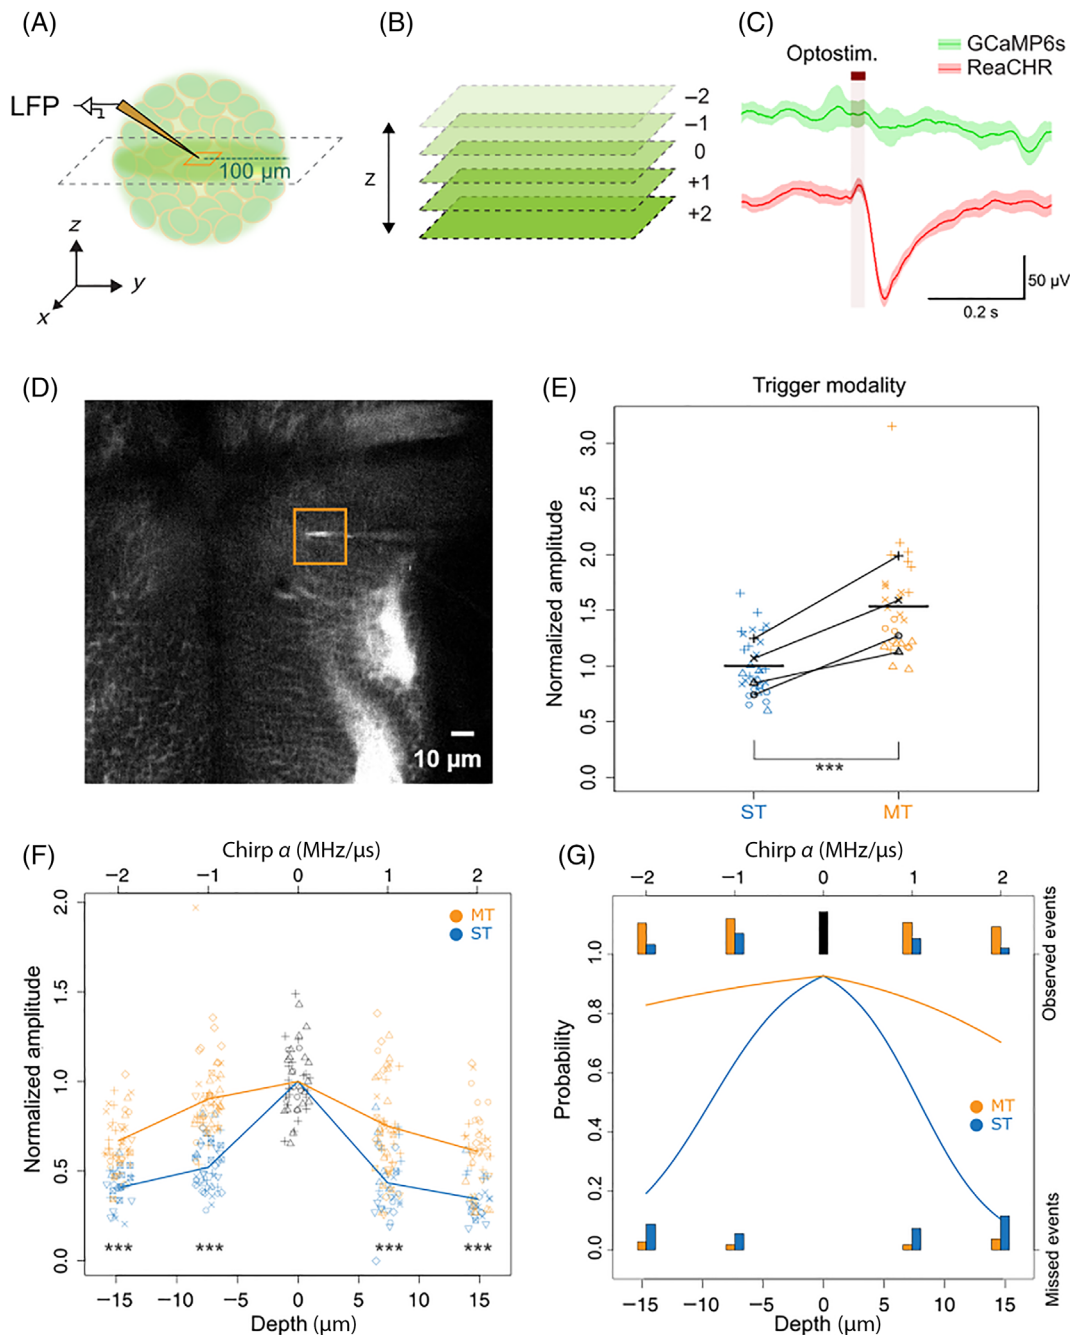 (A)
LFP
1
100 µm
z
y
x
(B)
z
−2
−1
0
+1
+2
(C)
GCaMP6s
ReaCHR
Optostim.
50 µV
0.2 s
(D)
10 µm
(E)
Trigger modality
Normalized amplitude
3.0
2.5
2.0
1.5
1.0
0.5
0.0
***
ST
MT
(F)
Chirp α (MHz/µs)
−2 −1 0 1 2
MT
ST
Normalized amplitude
2.0
1.5
1.0
0.5
0.0
*** *** *** ***
−15 −10 −5 0 5 10 15
Depth (µm)
(G)
Chirp α (MHz/µs)
−2 −1 0 1 2
Probability
1.0
0.8
0.6
0.4
0.2
0.0
MT
ST
Observed events
Missed events
−15 −10 −5 0 5 10 15
Depth (µm)